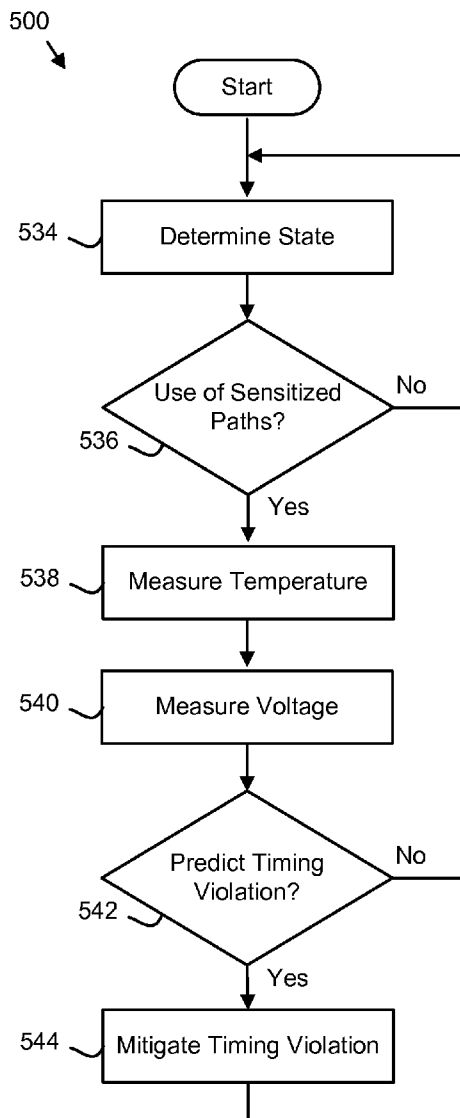 500
Start
534
Determine State
Use of Sensitized
Paths?
No
536
Yes
538
Measure Temperature
540
Measure Voltage
Predict Timing
Violation?
No
542
Yes
544
Mitigate Timing Violation